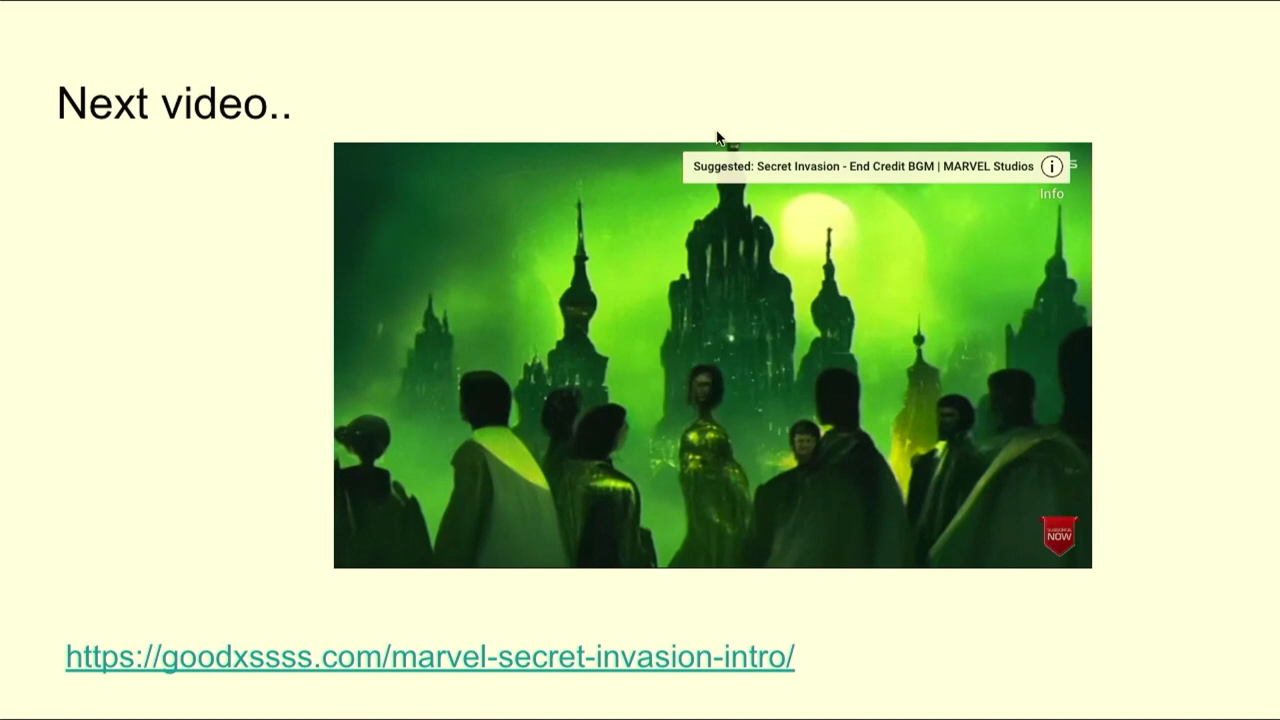 Next video..
Suggested: Secret Invasion - End Credit BGM | MARVEL Studios
S
Info
NOW
https://goodxssss.com/marvel-secret-invasion-intro/